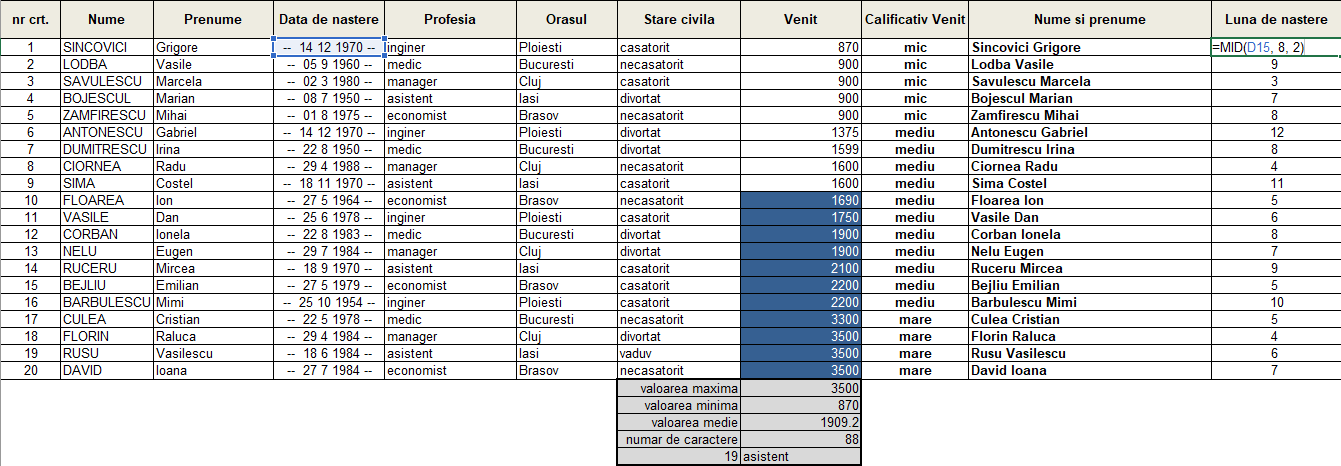 nr crt. Nume Prenume Data de nastere Profesia Orasul Stare civila Venit Calificativ Venit Nume si prenume Luna de nastere
1 SINCOVICI Grigore -- 14 12 1970 -- inginer Ploiesti casatorit 870 mic Sincovici Grigore =MID(D15, 8, 2)
2 LODBA Vasile -- 05 9 1960 -- medic Bucuresti necasatorit 900 mic Lodba Vasile 9
3 SAVULESCU Marcela -- 02 3 1980 -- manager Cluj necasatorit 900 mic Savulescu Marcela 3
4 BOJESCUL Marian -- 08 7 1950 -- asistent Iasi divortat 900 mic Bojescul Marian 7
5 ZAMFIRESCU Mihai -- 01 8 1975 -- economist Brasov necasatorit 900 mic Zamfirescu Mihai 8
6 ANTONESCU Gabriel -- 14 12 1970 -- inginer Ploiesti divortat 1375 mediu Antonescu Gabriel 12
7 DUMITRESCU Irina -- 22 8 1950 -- medic Bucuresti divortat 1599 mediu Dumitrescu Irina 8
8 CIORNEA Radu -- 29 4 1988 -- manager Cluj necasatorit 1600 mediu Ciornea Radu 4
9 SIMA Costel -- 18 11 1970 -- asistent Iasi casatorit 1600 mediu Sima Costel 11
10 FLOAREA Ion -- 27 5 1964 -- economist Brasov necasatorit 1690 mediu Floarea Ion 5
11 VASILE Dan -- 25 6 1978 -- inginer Ploiesti casatorit 1750 mediu Vasile Dan 6
12 CORBAN Ionela -- 22 8 1983 -- medic Bucuresti divortat 1900 mediu Corban Ionela 8
13 NELU Eugen -- 29 7 1984 -- manager Cluj divortat 1900 mediu Nelu Eugen 7
14 RUCERU Mircea -- 18 9 1970 -- asistent Iasi casatorit 2100 mediu Ruceru Mircea 9
15 BEJLIU Emilian -- 27 5 1979 -- economist Brasov casatorit 2200 mediu Bejliu Emilian 5
16 BARBULESCU Mimi -- 25 10 1954 -- inginer Ploiesti casatorit 2200 mediu Barbulescu Mimi 10
17 CULEA Cristian -- 22 5 1978 -- medic Bucuresti necasatorit 3300 mare Culea Cristian 5
18 FLORIN Raluca -- 29 4 1984 -- manager Cluj divortat 3500 mare Florin Raluca 4
19 RUSU Vasilescu -- 18 6 1984 -- asistent Iasi vaduv 3500 mare Rusu Vasilescu 6
20 DAVID Ioana -- 27 7 1984 -- economist Brasov necasatorit 3500 mare David Ioana 7
valoarea maxima 3500
valoarea minima 870
valoarea medie 1909.2
numar de caractere 88
19 asistent